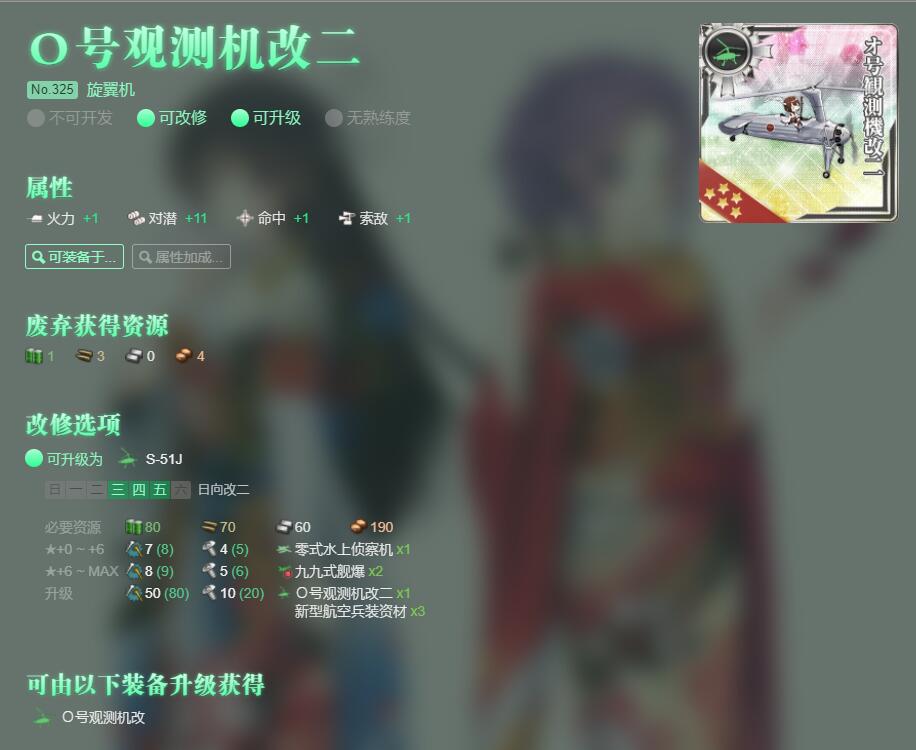 Ｏ号观测机改二
No.325 旋翼机
不可开发 可改修 可升级 无熟练度
オ号観測機改二
属性
火力 +1 对潜 +11 命中 +1 索敌 +1
可装备于... 属性加成...
废弃获得资源
1 3 0 4
改修选项
可升级为 S-51J
日 一 二 三 四 五 六 日向改二
必要资源 80 70 60 190
★+0 ~ +6 7 (8) 4 (5) 零式水上侦察机 x1
★+6 ~ MAX 8 (9) 5 (6) 九九式舰爆 x2
升级 50 (80) 10 (20) Ｏ号观测机改二 x1
新型航空兵装资材 x3
可由以下装备升级获得
Ｏ号观测机改